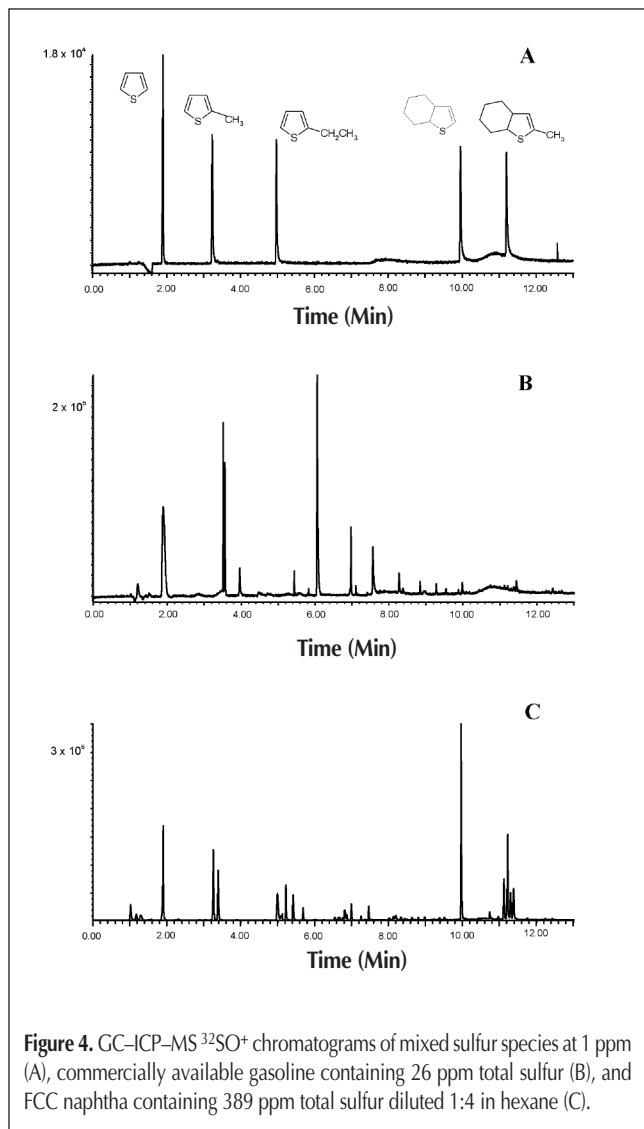 1.8 x 10⁴
A
S
S
CH₃
S
CH₂CH₃
S
S
CH₃
0.00 2.00 4.00 6.00 8.00 10.00 12.00
Time (Min)
B
2 x 10⁵
0.00 2.00 4.00 6.00 8.00 10.00 12.00
Time (Min)
C
3 x 10⁶
0.00 2.00 4.00 6.00 8.00 10.00 12.00
Time (Min)
Figure 4. GC–ICP–MS ³²SO⁺ chromatograms of mixed sulfur species at 1 ppm
(A), commercially available gasoline containing 26 ppm total sulfur (B), and
FCC naphtha containing 389 ppm total sulfur diluted 1:4 in hexane (C).